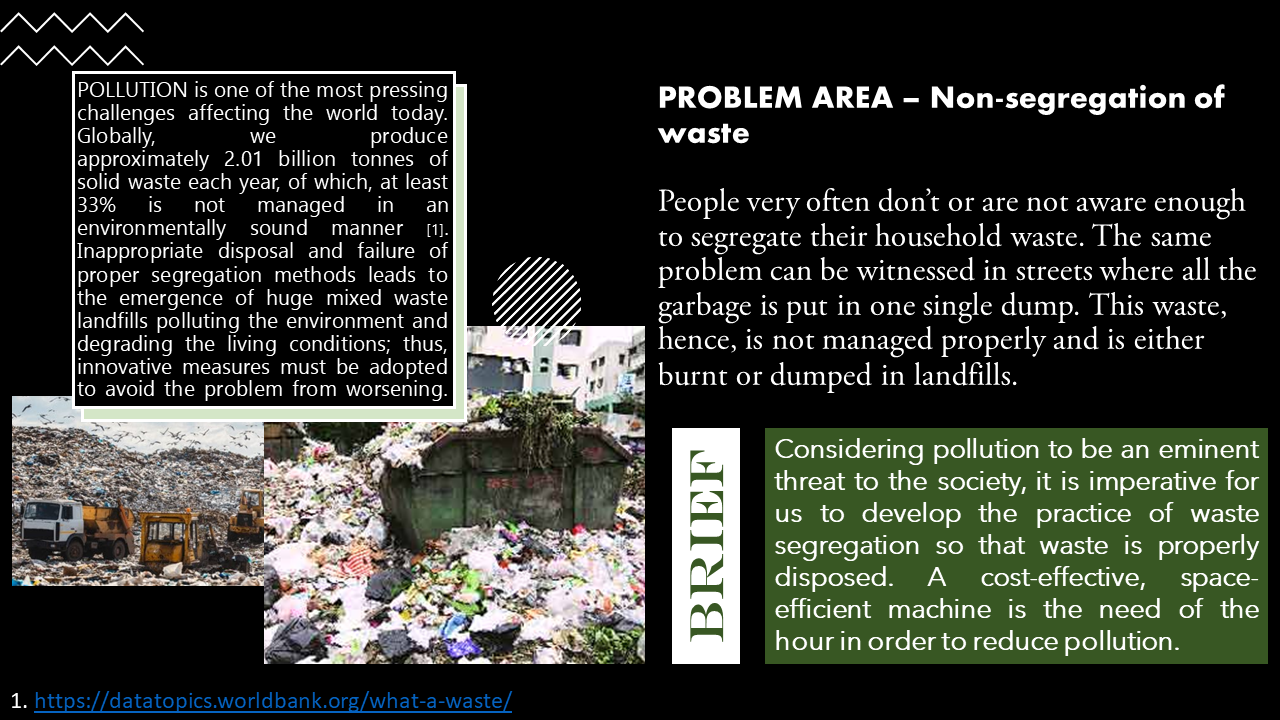 POLLUTION is one of the most pressing
challenges affecting the world today.
Globally, we produce
approximately 2.01 billion tonnes of
solid waste each year, of which, at least
33% is not managed in an
environmentally sound manner [1].
Inappropriate disposal and failure of
proper segregation methods leads to
the emergence of huge mixed waste
landfills polluting the environment and
degrading the living conditions; thus,
innovative measures must be adopted
to avoid the problem from worsening.
PROBLEM AREA – Non-segregation of
waste
People very often don’t or are not aware enough
to segregate their household waste. The same
problem can be witnessed in streets where all the
garbage is put in one single dump. This waste,
hence, is not managed properly and is either
burnt or dumped in landfills.
BRIEF
Considering pollution to be an eminent
threat to the society, it is imperative for
us to develop the practice of waste
segregation so that waste is properly
disposed. A cost-effective, space-
efficient machine is the need of the
hour in order to reduce pollution.
1. https://datatopics.worldbank.org/what-a-waste/